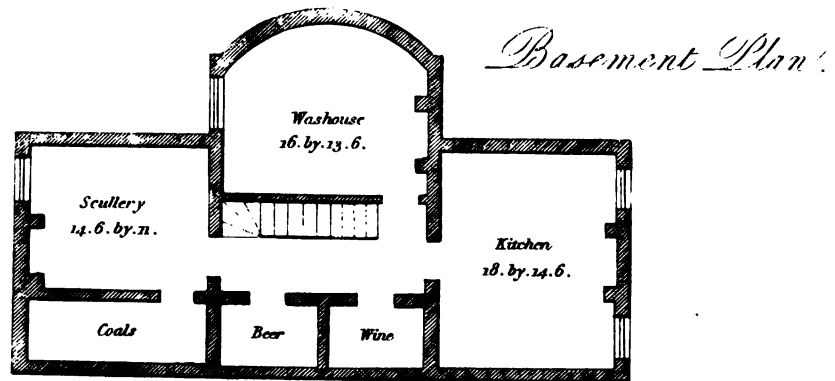 Basement Plan.
Washouse
16.by.13.6.
Scullery
14.6.by.n.
Kitchen
18.by.14.6.
Coals
Beer
Wine